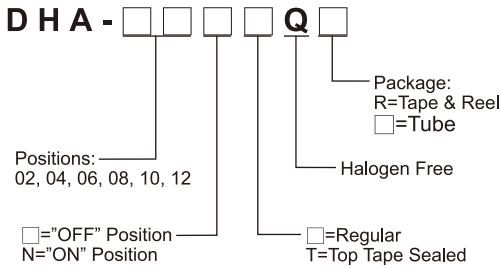 DHA-□□□□Q□
Package:
R=Tape & Reel
□=Tube
Positions:
02, 04, 06, 08, 10, 12
Halogen Free
□=”OFF” Position
N=”ON” Position
□=Regular
T=Top Tape Sealed